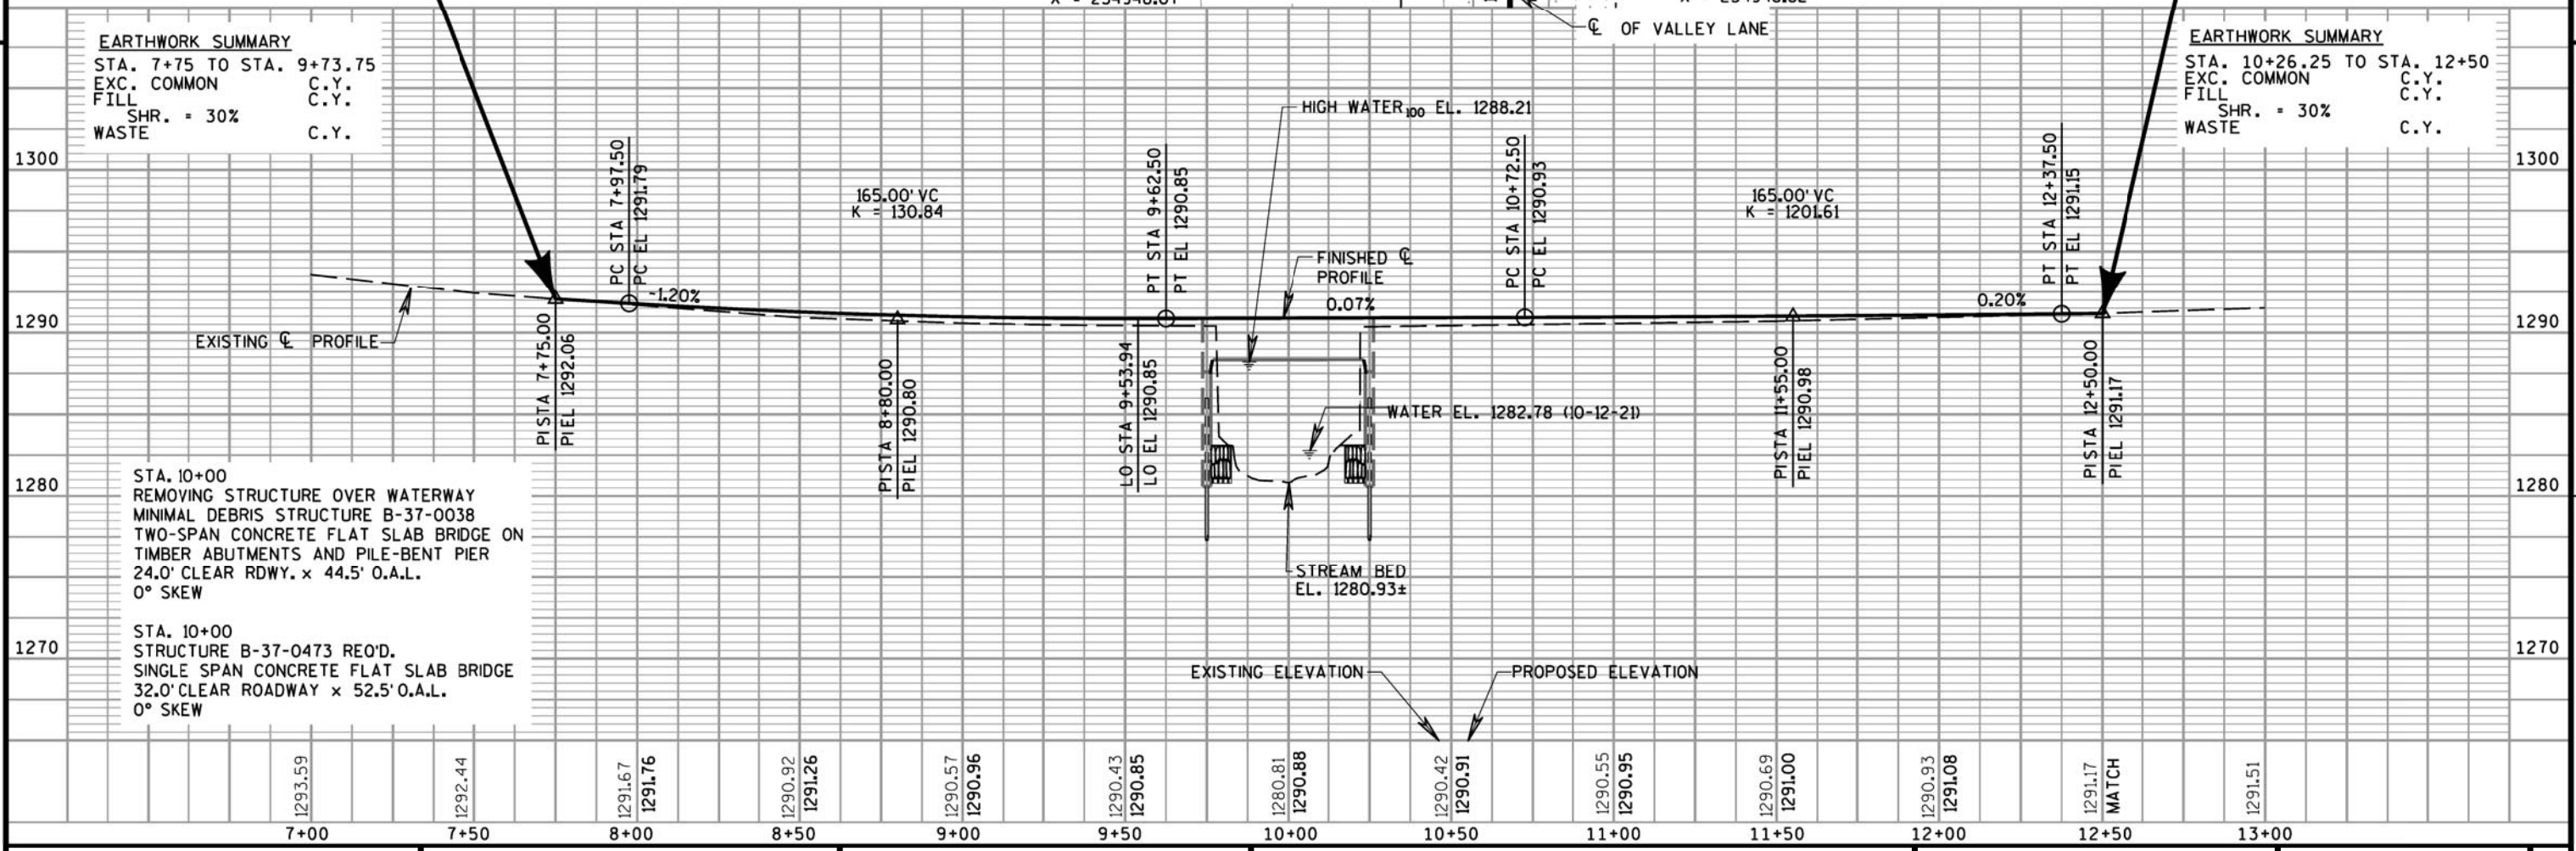 ℄ OF VALLEY LANE
EARTHWORK SUMMARY
STA. 7+75 TO STA. 9+73.75
EXC. COMMON C.Y.
FILL C.Y.
SHR. = 30%
WASTE C.Y.
EARTHWORK SUMMARY
STA. 10+26.25 TO STA. 12+50
EXC. COMMON C.Y.
FILL C.Y.
SHR. = 30%
WASTE C.Y.
HIGH WATER100 EL. 1288.21
1300
1300
PC STA 7+97.50
PC EL 1291.79
165.00' VC
K = 130.84
PT STA 9+62.50
PT EL 1290.85
PC STA 10+72.50
PC EL 1290.93
165.00' VC
K = 1201.61
PT STA 12+37.50
PT EL 1291.15
FINISHED ℄
PROFILE
-1.20%
0.07%
0.20%
1290
1290
EXISTING ℄ PROFILE
PI STA 7+75.00
PI EL 1292.06
PI STA 8+80.00
PI EL 1290.80
LO STA 9+53.94
LO EL 1290.85
WATER EL. 1282.78 (10-12-21)
PI STA 11+55.00
PI EL 1290.98
PI STA 12+50.00
PI EL 1291.17
1280
1280
STA. 10+00
REMOVING STRUCTURE OVER WATERWAY
MINIMAL DEBRIS STRUCTURE B-37-0038
TWO-SPAN CONCRETE FLAT SLAB BRIDGE ON
TIMBER ABUTMENTS AND PILE-BENT PIER
24.0' CLEAR RDWY. x 44.5' O.A.L.
0° SKEW
STREAM BED
EL. 1280.93±
STA. 10+00
STRUCTURE B-37-0473 REQ'D.
SINGLE SPAN CONCRETE FLAT SLAB BRIDGE
32.0' CLEAR ROADWAY x 52.5' O.A.L.
0° SKEW
1270
1270
EXISTING ELEVATION
PROPOSED ELEVATION
1293.59
1292.44
1291.67
1291.76
1290.92
1291.26
1290.57
1290.96
1290.43
1290.85
1280.81
1290.88
1290.42
1290.91
1290.55
1290.95
1290.69
1291.00
1290.93
1291.08
1291.17
MATCH
1291.51
7+00 7+50 8+00 8+50 9+00 9+50 10+00 10+50 11+00 11+50 12+00 12+50 13+00